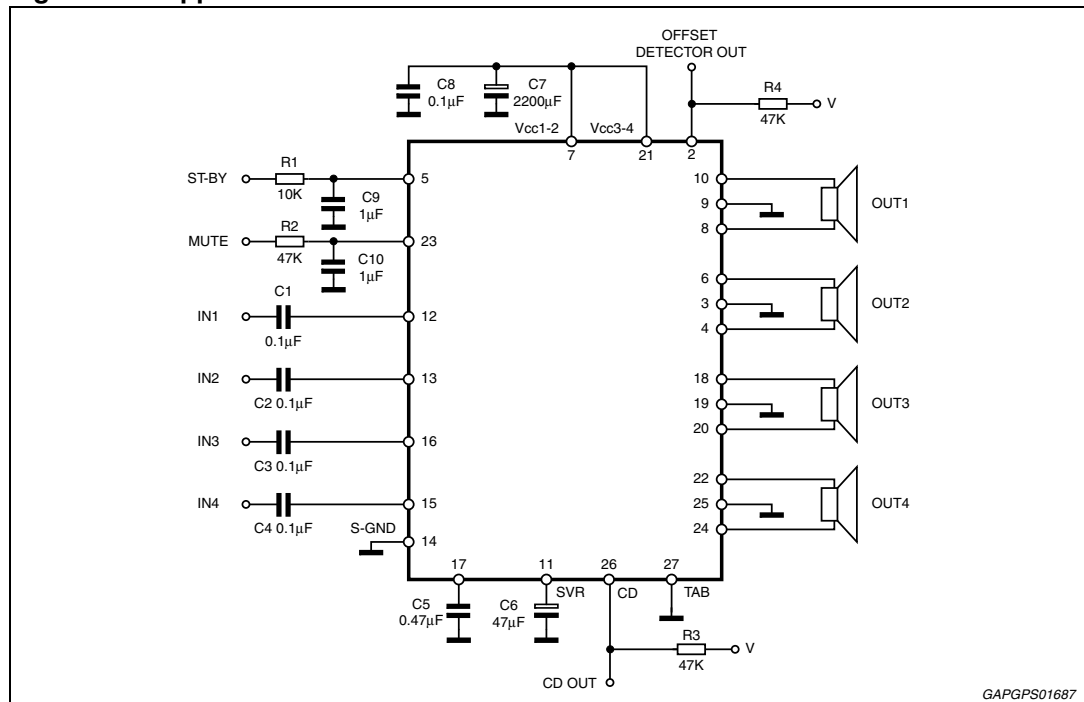 OFFSET
DETECTOR OUT
C8
0.1µF
C7
2200µF
R4
47K
V
Vcc1-2
Vcc3-4
7
21
2
ST-BY
R1
10K
5
C9
1µF
MUTE
R2
47K
23
C10
1µF
IN1
C1
0.1µF
12
IN2
C2 0.1µF
13
IN3
C3 0.1µF
16
IN4
C4 0.1µF
15
S-GND
14
10
9
8
OUT1
6
3
4
OUT2
18
19
20
OUT3
22
25
24
OUT4
17
11
26
27
SVR
CD
TAB
C5
0.47µF
C6
47µF
R3
47K
V
CD OUT
GAPGPS01687